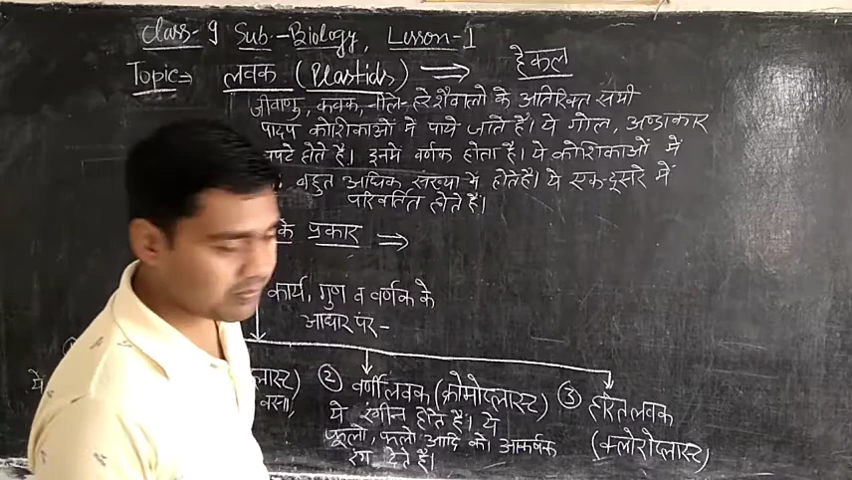 Class- 9 Sub.-Biology, Lesson-1
Topic→ लवक (Plastids) ⇒ हैकल
जीवाणु, कवक, नीले-हरे शैवालो के अतिरिक्त सभी
पादप कोशिकाओं में पाये जाते हैं। ये गोल, अण्डाकार
चपटे होते हैं। इनमें वर्णक होता है। ये कोशिकाओं में
बहुत अधिक संख्या में होते हैं। ये एक-दूसरे में
परिवर्तित होते हैं।
के प्रकार ⇒
कार्य, गुण व वर्णक के
आधार पर-
लास्ट) ② वर्णीलवक (क्रोमोप्लास्ट) ③ हरितलवक
ये वसा, ये रंगीन होते हैं। ये (क्लोरोप्लास्ट)
फूलो, फलो आदि को आकर्षक
रंग देते हैं।